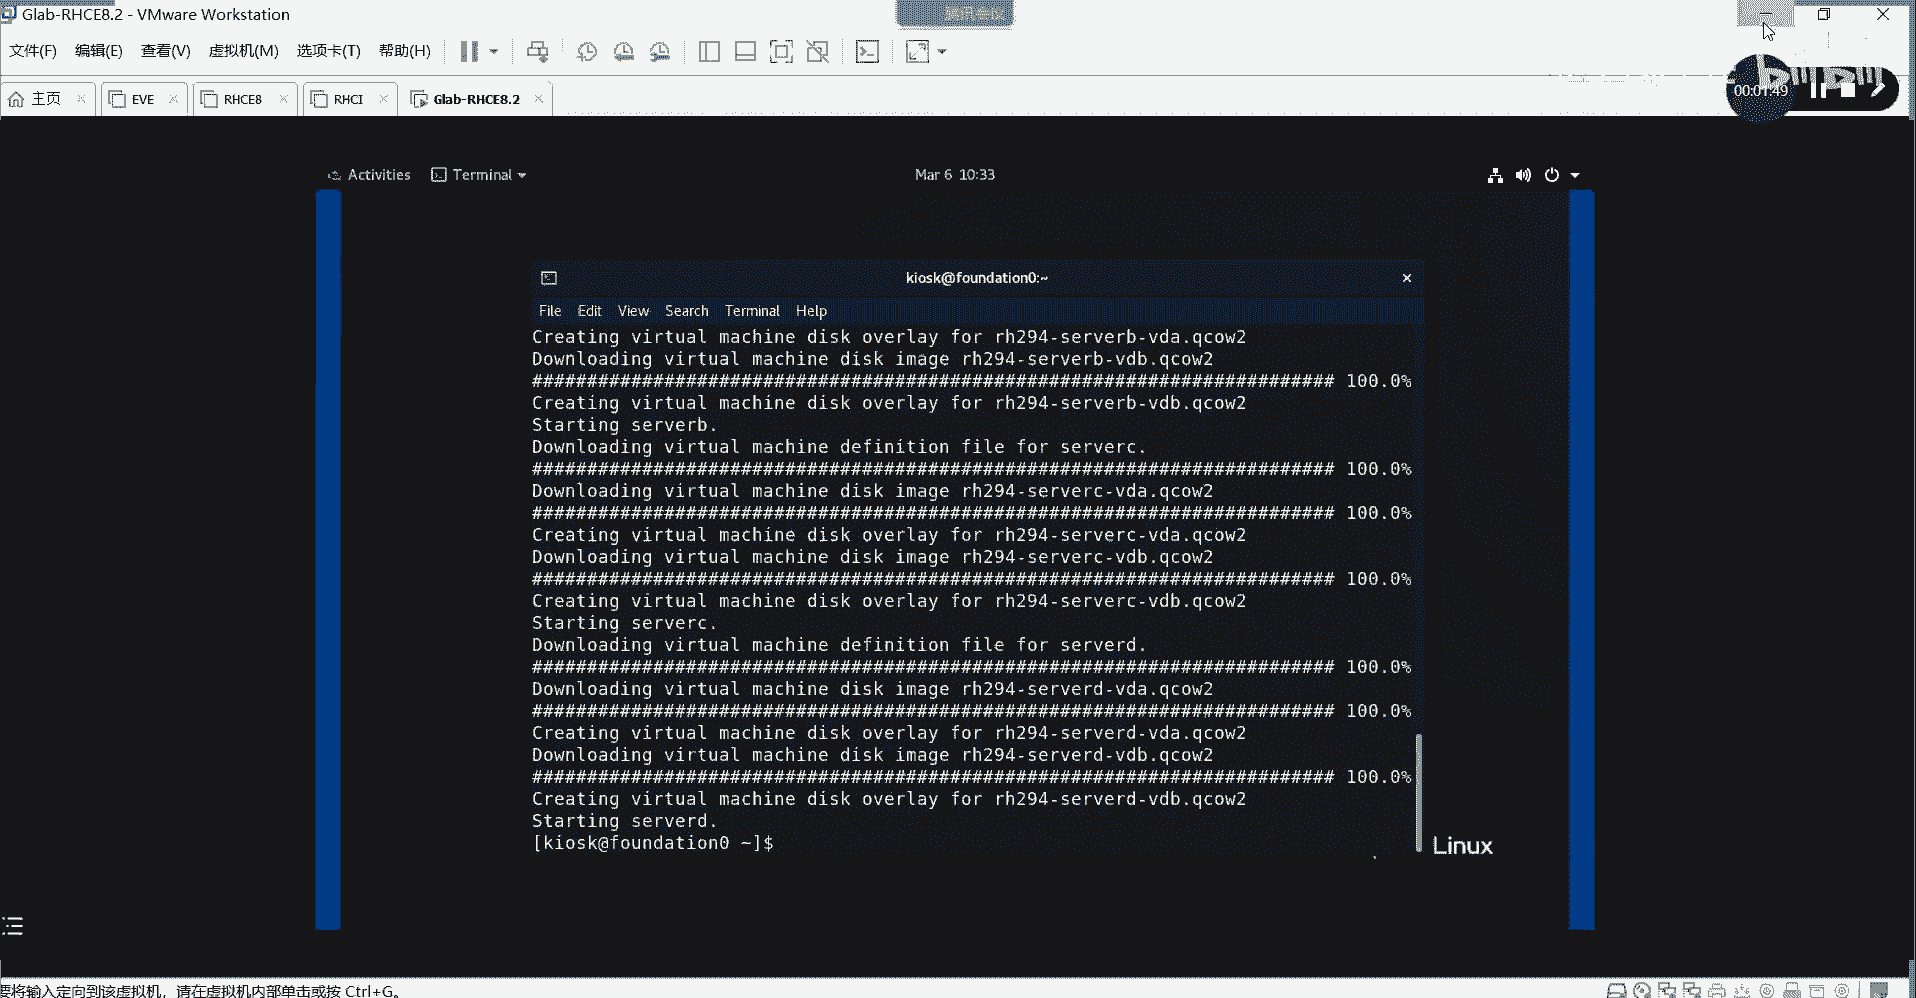 Glab-RHCE8.2 - VMware Workstation
文件(F) 编辑(E) 查看(V) 虚拟机(M) 选项卡(T) 帮助(H)
主页 EVE RHCE8 RHCI Glab-RHCE8.2
bilibili
00:01:49
Activities Terminal Mar 6 10:33
kiosk@foundation0:~
File Edit View Search Terminal Help
Creating virtual machine disk overlay for rh294-serverb-vda.qcow2
Downloading virtual machine disk image rh294-serverb-vdb.qcow2
######################################################################### 100.0%
Creating virtual machine disk overlay for rh294-serverb-vdb.qcow2
Starting serverb.
Downloading virtual machine definition file for serverc.
######################################################################### 100.0%
Downloading virtual machine disk image rh294-serverc-vda.qcow2
######################################################################### 100.0%
Creating virtual machine disk overlay for rh294-serverc-vda.qcow2
Downloading virtual machine disk image rh294-serverc-vdb.qcow2
######################################################################### 100.0%
Creating virtual machine disk overlay for rh294-serverc-vdb.qcow2
Starting serverc.
Downloading virtual machine definition file for serverd.
######################################################################### 100.0%
Downloading virtual machine disk image rh294-serverd-vda.qcow2
######################################################################### 100.0%
Creating virtual machine disk overlay for rh294-serverd-vda.qcow2
Downloading virtual machine disk image rh294-serverd-vdb.qcow2
######################################################################### 100.0%
Creating virtual machine disk overlay for rh294-serverd-vdb.qcow2
Starting serverd.
[kiosk@foundation0 ~]$
Linux
要将输入定向到该虚拟机，请在虚拟机内部单击或按 Ctrl+G。